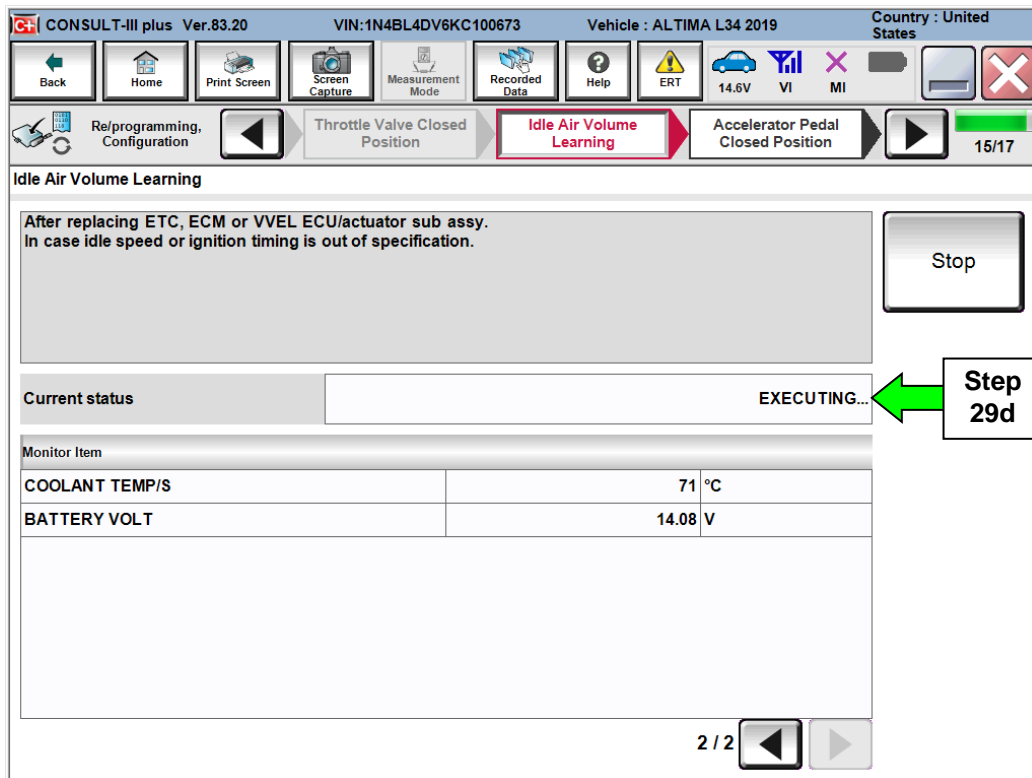 C+ CONSULT-III plus Ver.83.20 VIN:1N4BL4DV6KC100673 Vehicle : ALTIMA L34 2019 Country : United
States
Back Home Print Screen Screen
Capture Measurement
Mode Recorded
Data Help ERT 14.6V VI MI
Re/programming,
Configuration
Throttle Valve Closed
Position
Idle Air Volume
Learning
Accelerator Pedal
Closed Position
15/17
Idle Air Volume Learning
After replacing ETC, ECM or VVEL ECU/actuator sub assy.
In case idle speed or ignition timing is out of specification.
Stop
Current status EXECUTING...
Step
29d
Monitor Item
COOLANT TEMP/S 71 °C
BATTERY VOLT 14.08 V
2 / 2